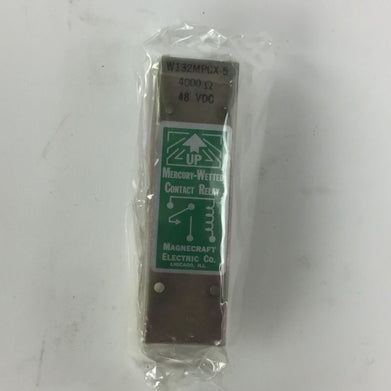 W132MPCX-5
4000 Ω
48 VDC
UP
MERCURY-WETTED
CONTACT RELAY
MAGNECRAFT
ELECTRIC CO.
CHICAGO, ILL.